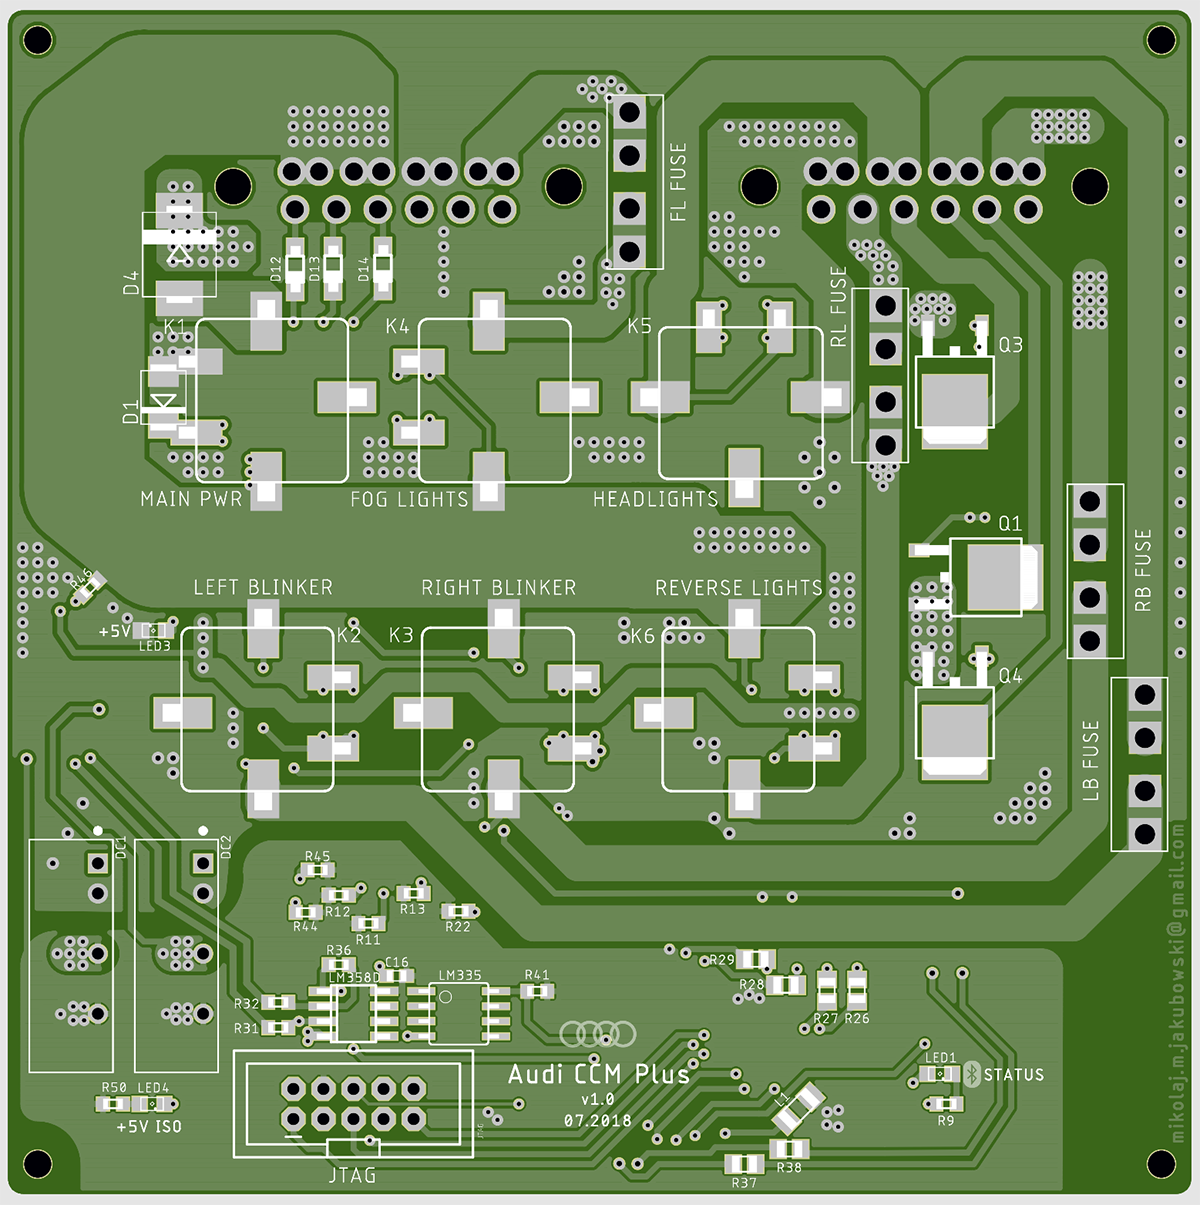 FL FUSE
D4
D12
D13
D14
K1
K4
K5
RL FUSE
Q3
D1
MAIN PWR
FOG LIGHTS
HEADLIGHTS
Q1
RB FUSE
R46
LEFT BLINKER
RIGHT BLINKER
REVERSE LIGHTS
+5V
LED3
K2
K3
K6
Q4
LB FUSE
DC1
DC2
R45
R12
R13
R44
R11
R22
R36
C16
LM358D
LM335
R41
R32
R31
R29
R28
R27
R26
Audi CCM Plus
v1.0
07.2018
LED1
STATUS
R9
L1
R50
LED4
+5V ISO
JTAG
JTAG
R38
R37
mikolaj.m.jakubowski@gmail.com